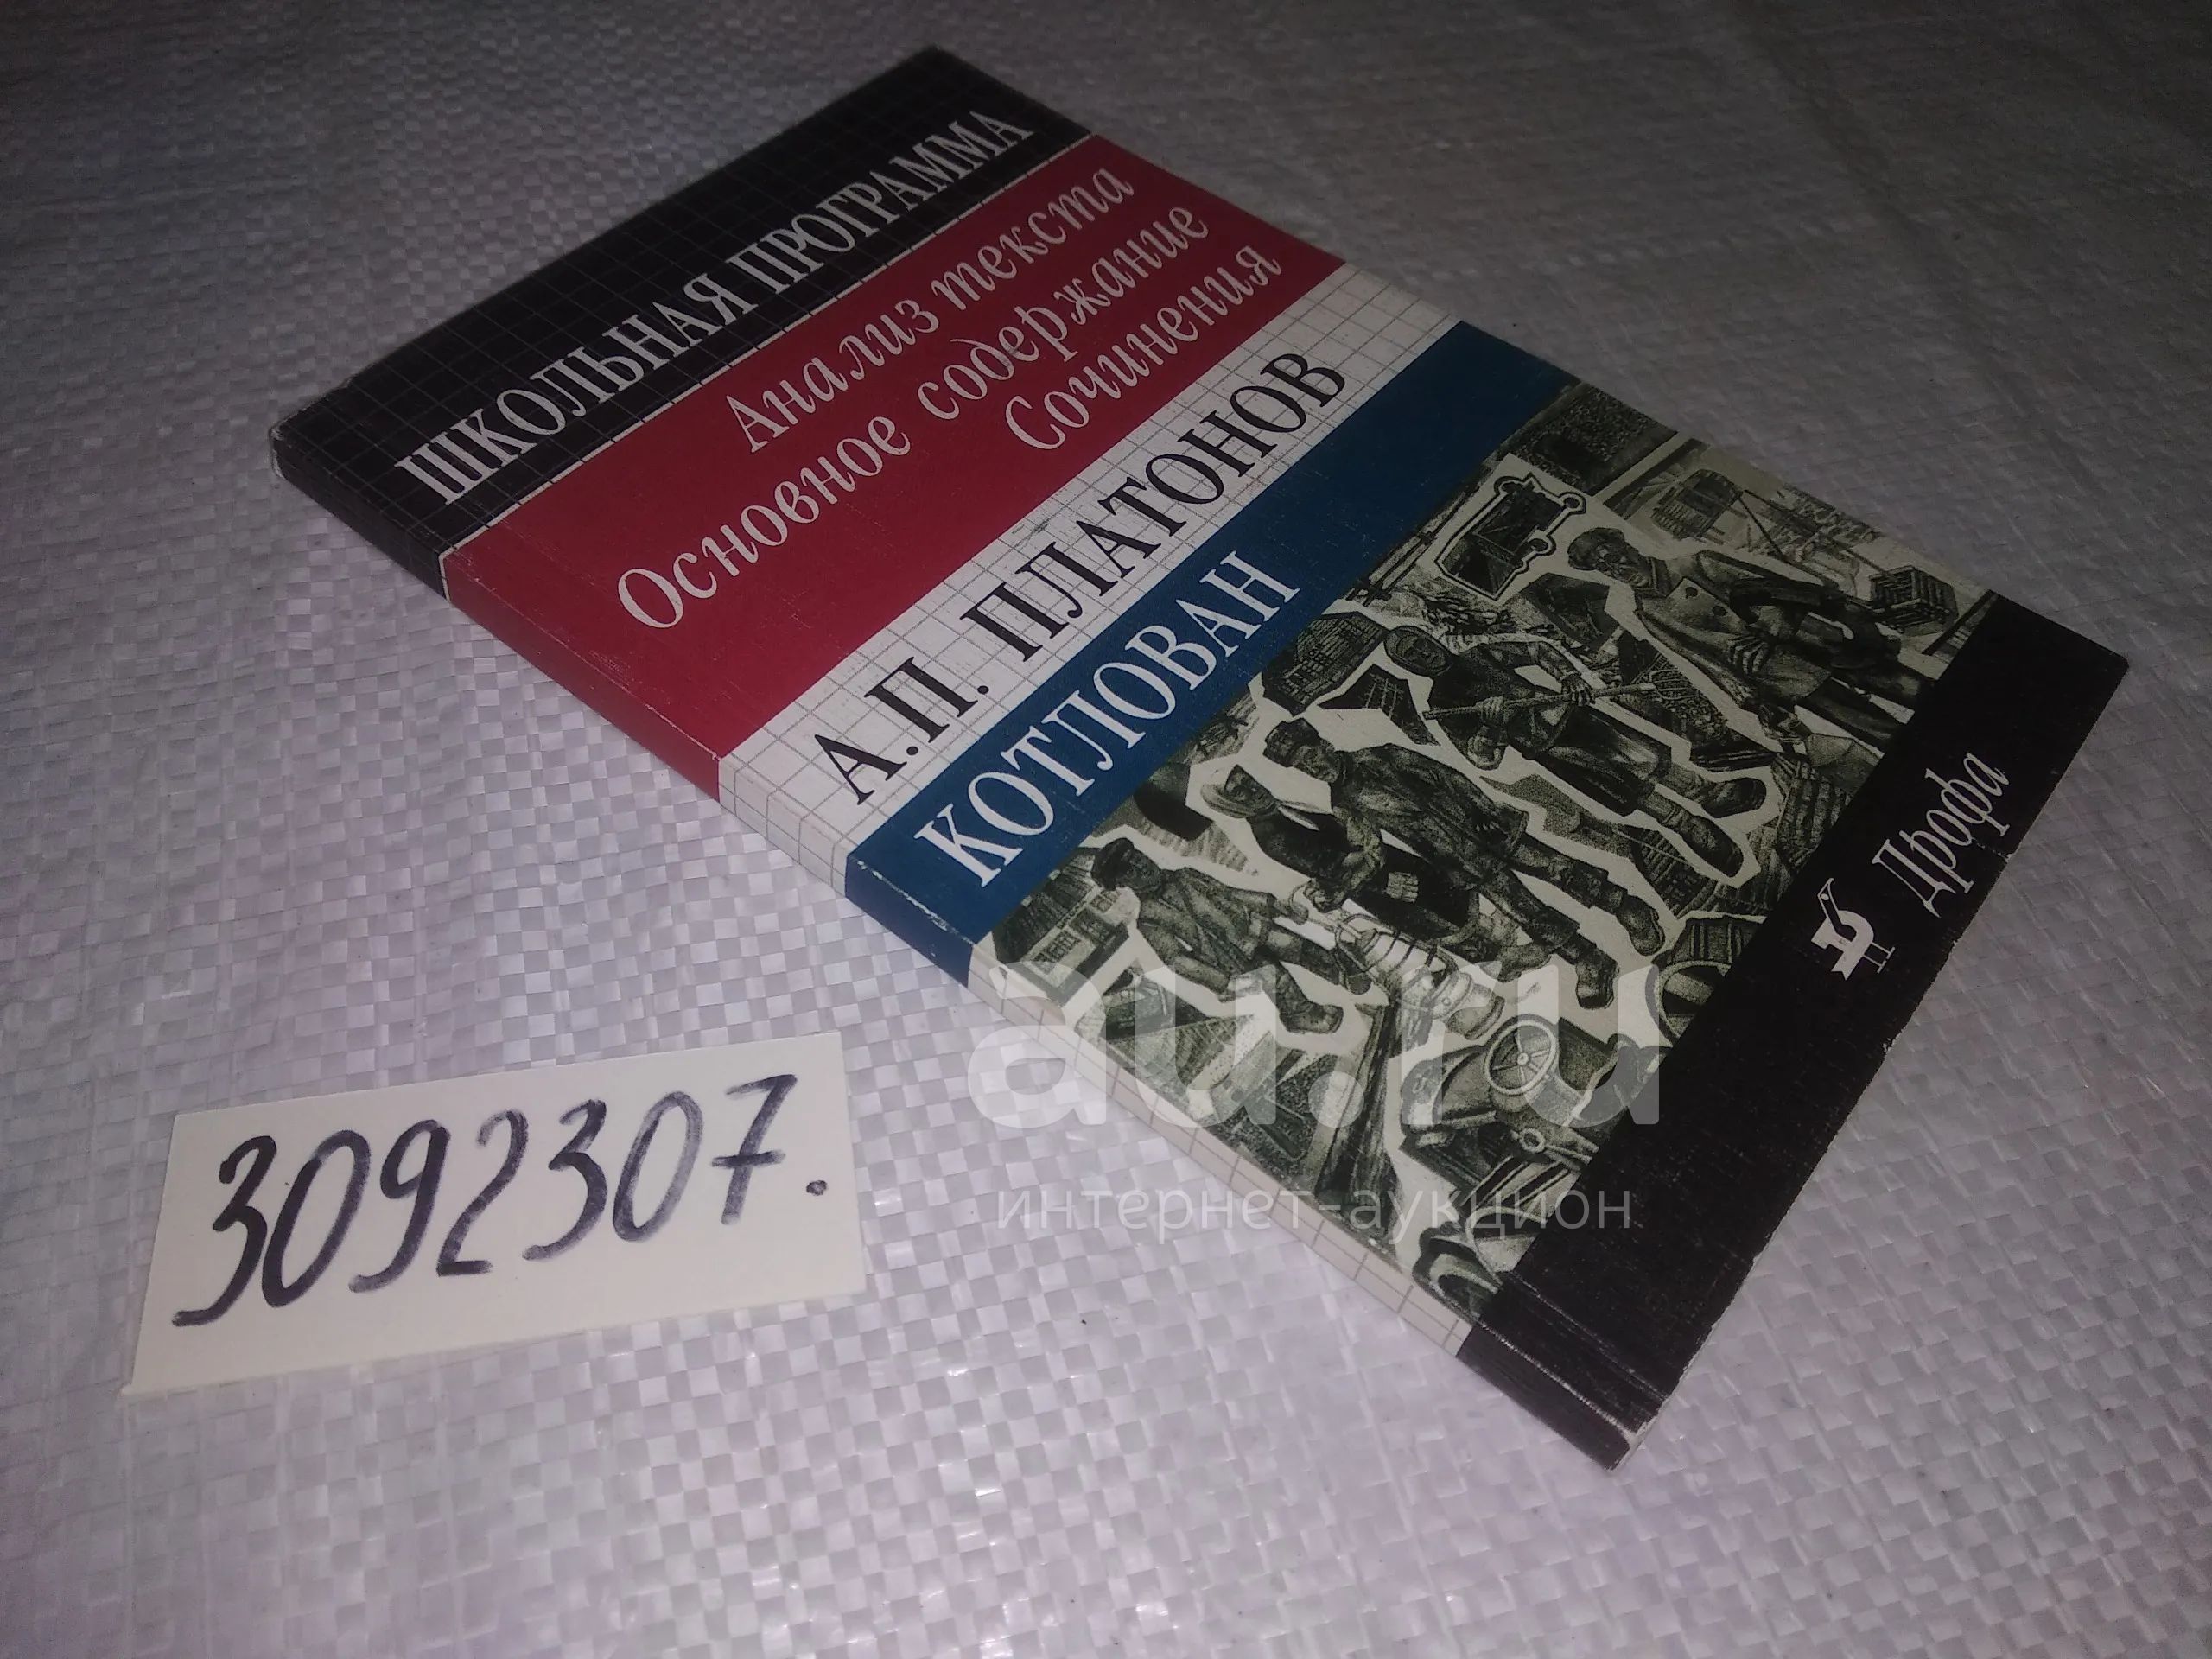 ШКОЛЬНАЯ ПРОГРАММА
Анализ текста
Основное содержание
Сочинения
А.П. ПЛАТОНОВ
КОТЛОВАН
Дрофа
au.ru
интернет-аукцион
3092307.